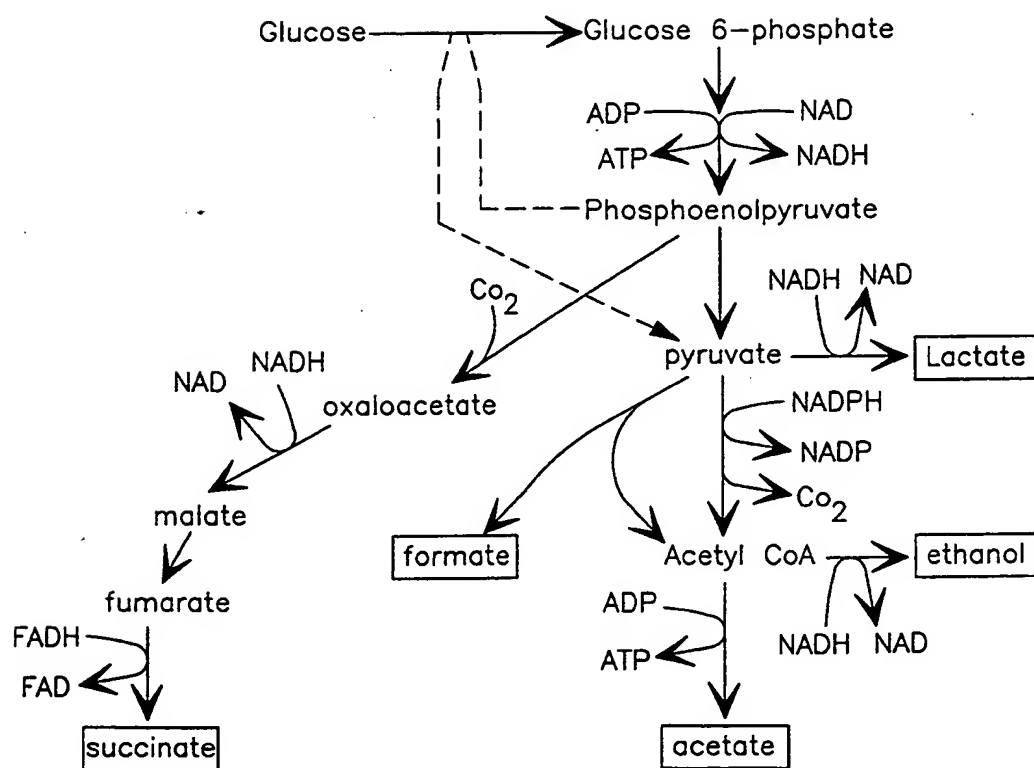 Glucose Glucose 6-phosphate
ADP NAD
ATP NADH
Phosphoenolpyruvate
Co2
NADH NAD
pyruvate Lactate
NADH
NAD
oxaloacetate
NADPH
NADP
Co2
malate
formate Acetyl CoA ethanol
fumarate
ADP
NADH NAD
FADH
ATP
FAD
succinate acetate